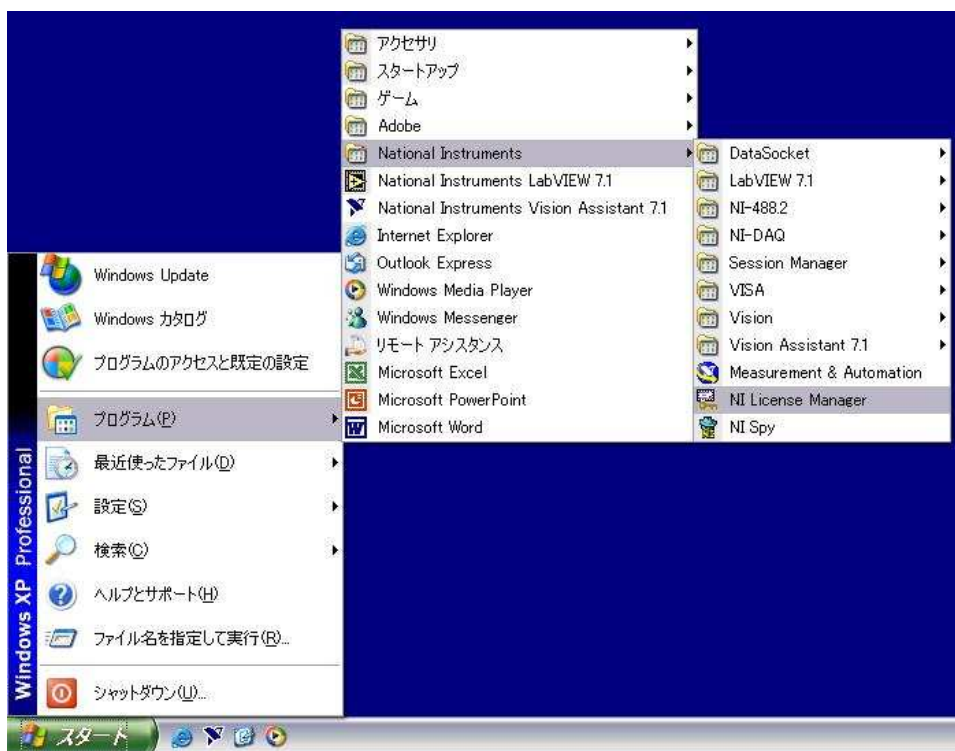 アクセサリ
スタートアップ
ゲーム
Adobe
National Instruments
National Instruments LabVIEW 7.1
National Instruments Vision Assistant 7.1
Internet Explorer
Outlook Express
Windows Media Player
Windows Messenger
リモート アシスタンス
Microsoft Excel
Microsoft PowerPoint
Microsoft Word
DataSocket
LabVIEW 7.1
NI-488.2
NI-DAQ
Session Manager
VISA
Vision
Vision Assistant 7.1
Measurement & Automation
NI License Manager
NI Spy
Windows Update
Windows カタログ
プログラムのアクセスと既定の設定
プログラム(P)
最近使ったファイル(D)
設定(S)
検索(C)
ヘルプとサポート(H)
ファイル名を指定して実行(R)...
シャットダウン(U)...
Windows XP Professional
スタート